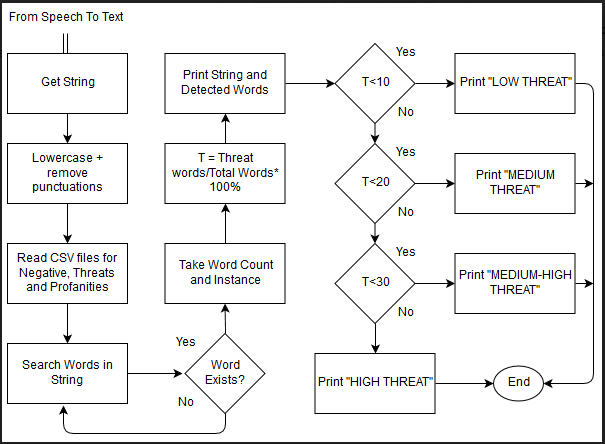 From Speech To Text
Get String
Lowercase +
remove
punctuations
Read CSV files for
Negative, Threats
and Profanities
Search Words in
String
Word
Exists?
Yes
No
Take Word Count
and Instance
T = Threat
words/Total Words*
100%
Print String and
Detected Words
T<10
Yes
No
Print "LOW THREAT"
T<20
Yes
No
Print "MEDIUM
THREAT"
T<30
Yes
No
Print "MEDIUM-HIGH
THREAT"
Print "HIGH THREAT"
End